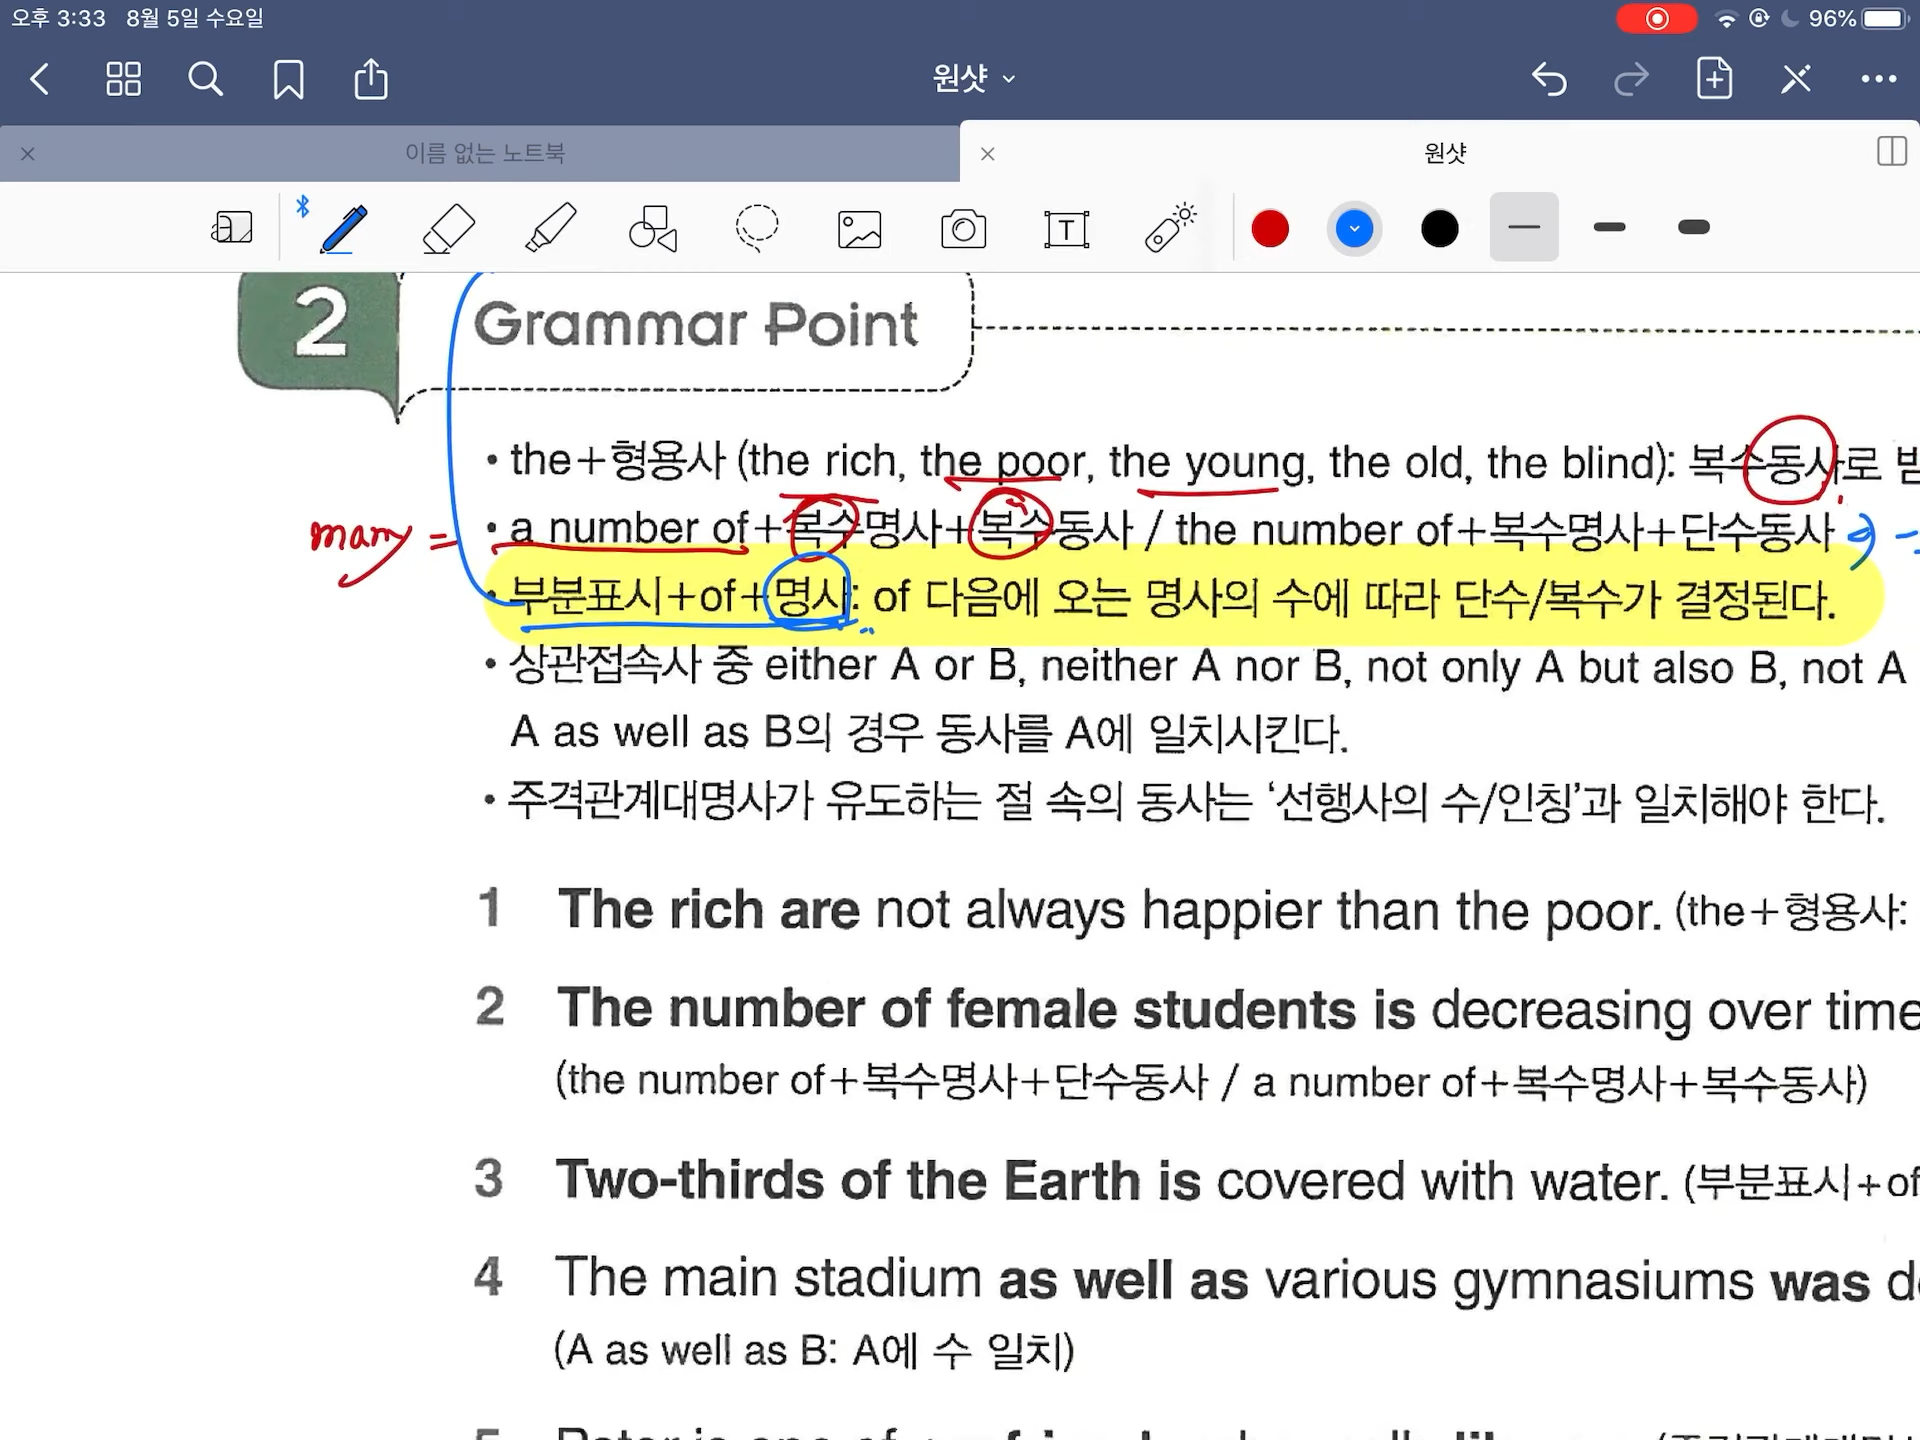 오후 3:33 8월 5일 수요일 96%
원샷
이름 없는 노트북 원샷
2 Grammar Point
• the+형용사 (the rich, the poor, the young, the old, the blind): 복수동사로 받
many = • a number of+복수명사+복수동사 / the number of+복수명사+단수동사
• 부분표시+of+명사: of 다음에 오는 명사의 수에 따라 단수/복수가 결정된다.
• 상관접속사 중 either A or B, neither A nor B, not only A but also B, not A
A as well as B의 경우 동사를 A에 일치시킨다.
• 주격관계대명사가 유도하는 절 속의 동사는 ‘선행사의 수/인칭’과 일치해야 한다.
1 The rich are not always happier than the poor. (the+형용사:
2 The number of female students is decreasing over time
(the number of+복수명사+단수동사 / a number of+복수명사+복수동사)
3 Two-thirds of the Earth is covered with water. (부분표시+of
4 The main stadium as well as various gymnasiums was
(A as well as B: A에 수 일치)